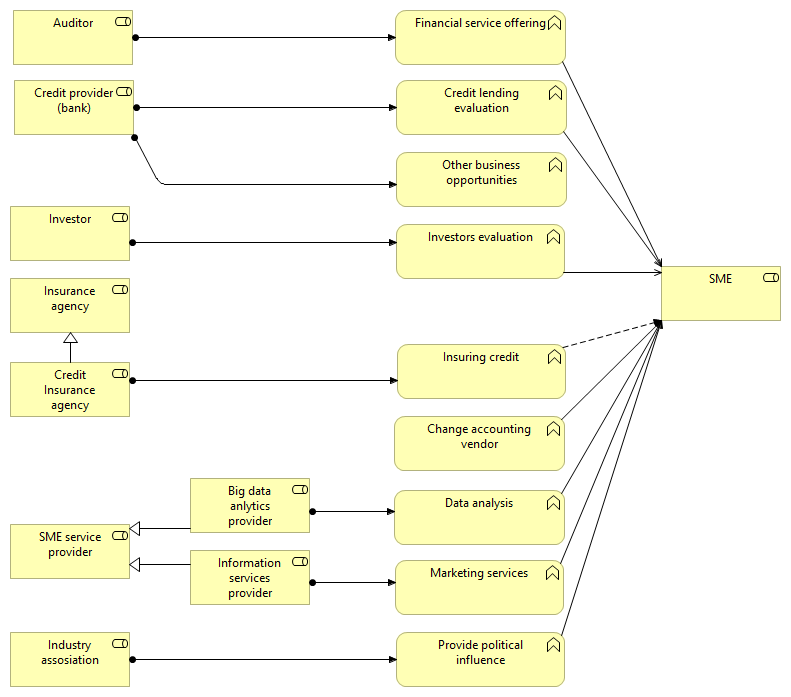 Auditor
Financial service offering
Credit provider
(bank)
Credit lending
evaluation
Other business
opportunities
Investor
Investors evaluation
Insurance
agency
SME
Credit
Insurance
agency
Insuring credit
Change accounting
vendor
Big data
anlytics
provider
Data analysis
SME service
provider
Information
services
provider
Marketing services
Industry
assosiation
Provide political
influence